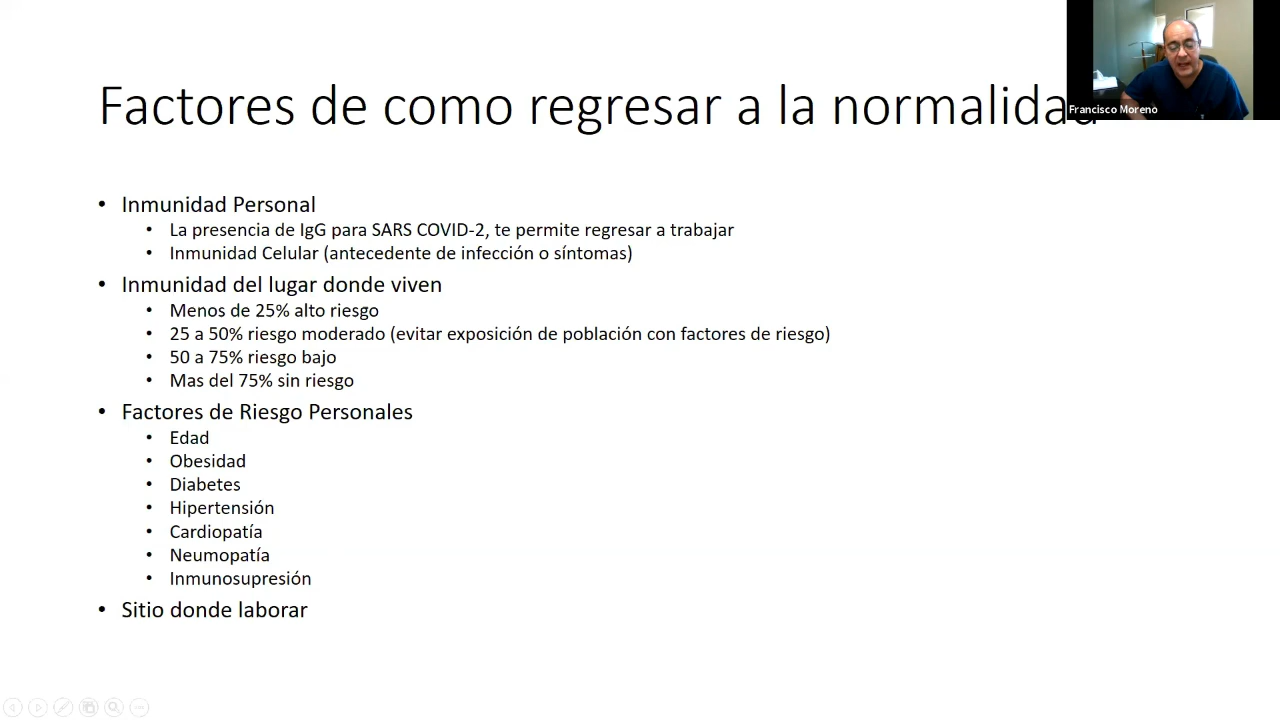 Factores de como regresar a la normalidad
Francisco Moreno
• Inmunidad Personal
• La presencia de IgG para SARS COVID-2, te permite regresar a trabajar
• Inmunidad Celular (antecedente de infección o síntomas)
• Inmunidad del lugar donde viven
• Menos de 25% alto riesgo
• 25 a 50% riesgo moderado (evitar exposición de población con factores de riesgo)
• 50 a 75% riesgo bajo
• Mas del 75% sin riesgo
• Factores de Riesgo Personales
• Edad
• Obesidad
• Diabetes
• Hipertensión
• Cardiopatía
• Neumopatía
• Inmunosupresión
• Sitio donde laborar